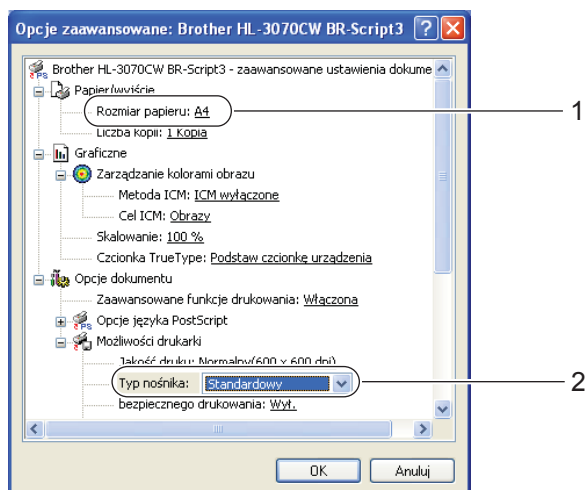 Opcje zaawansowane: Brother HL-3070CW BR-Script3
Brother HL-3070CW BR-Script3 - zaawansowane ustawienia dokume
Papier/wyjście
Rozmiar papieru: A4
1
Liczba kopii: 1 Kopia
Graficzne
Zarządzanie kolorami obrazu
Metoda ICM: ICM wyłączone
Cel ICM: Obrazy
Skalowanie: 100 %
Czcionka TrueType: Podstaw czcionkę urządzenia
Opcje dokumentu
Zaawansowane funkcje drukowania: Włączona
Opcje języka PostScript
Możliwości drukarki
Jakość druku: Normalny(600 x 600 dpi)
Typ nośnika: Standardowy
2
bezpiecznego drukowania: Wył.
OK Anuluj